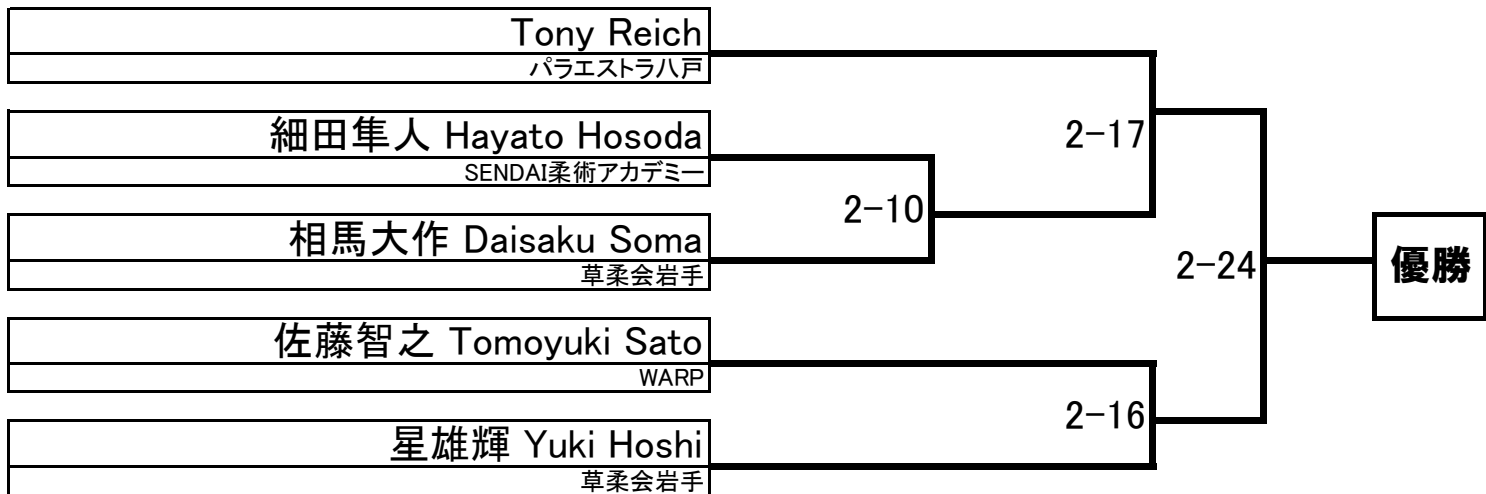 Tony Reich
パラエストラ八戸
細田隼人 Hayato Hosoda
SENDAI柔術アカデミー
相馬大作 Daisaku Soma
草柔会岩手
佐藤智之 Tomoyuki Sato
WARP
星雄輝 Yuki Hoshi
草柔会岩手
2-10
2-17
2-16
2-24
優勝